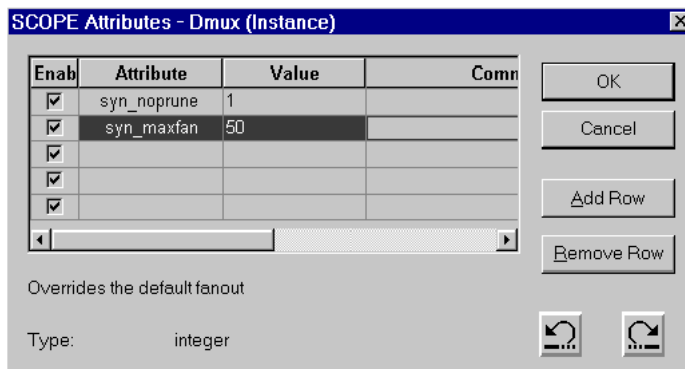 SCOPE Attributes - Dmux (Instance)
Enab Attribute Value Comn
syn_noprune 1
syn_maxfan 50
OK
Cancel
Add Row
Remove Row
Overrides the default fanout
Type: integer